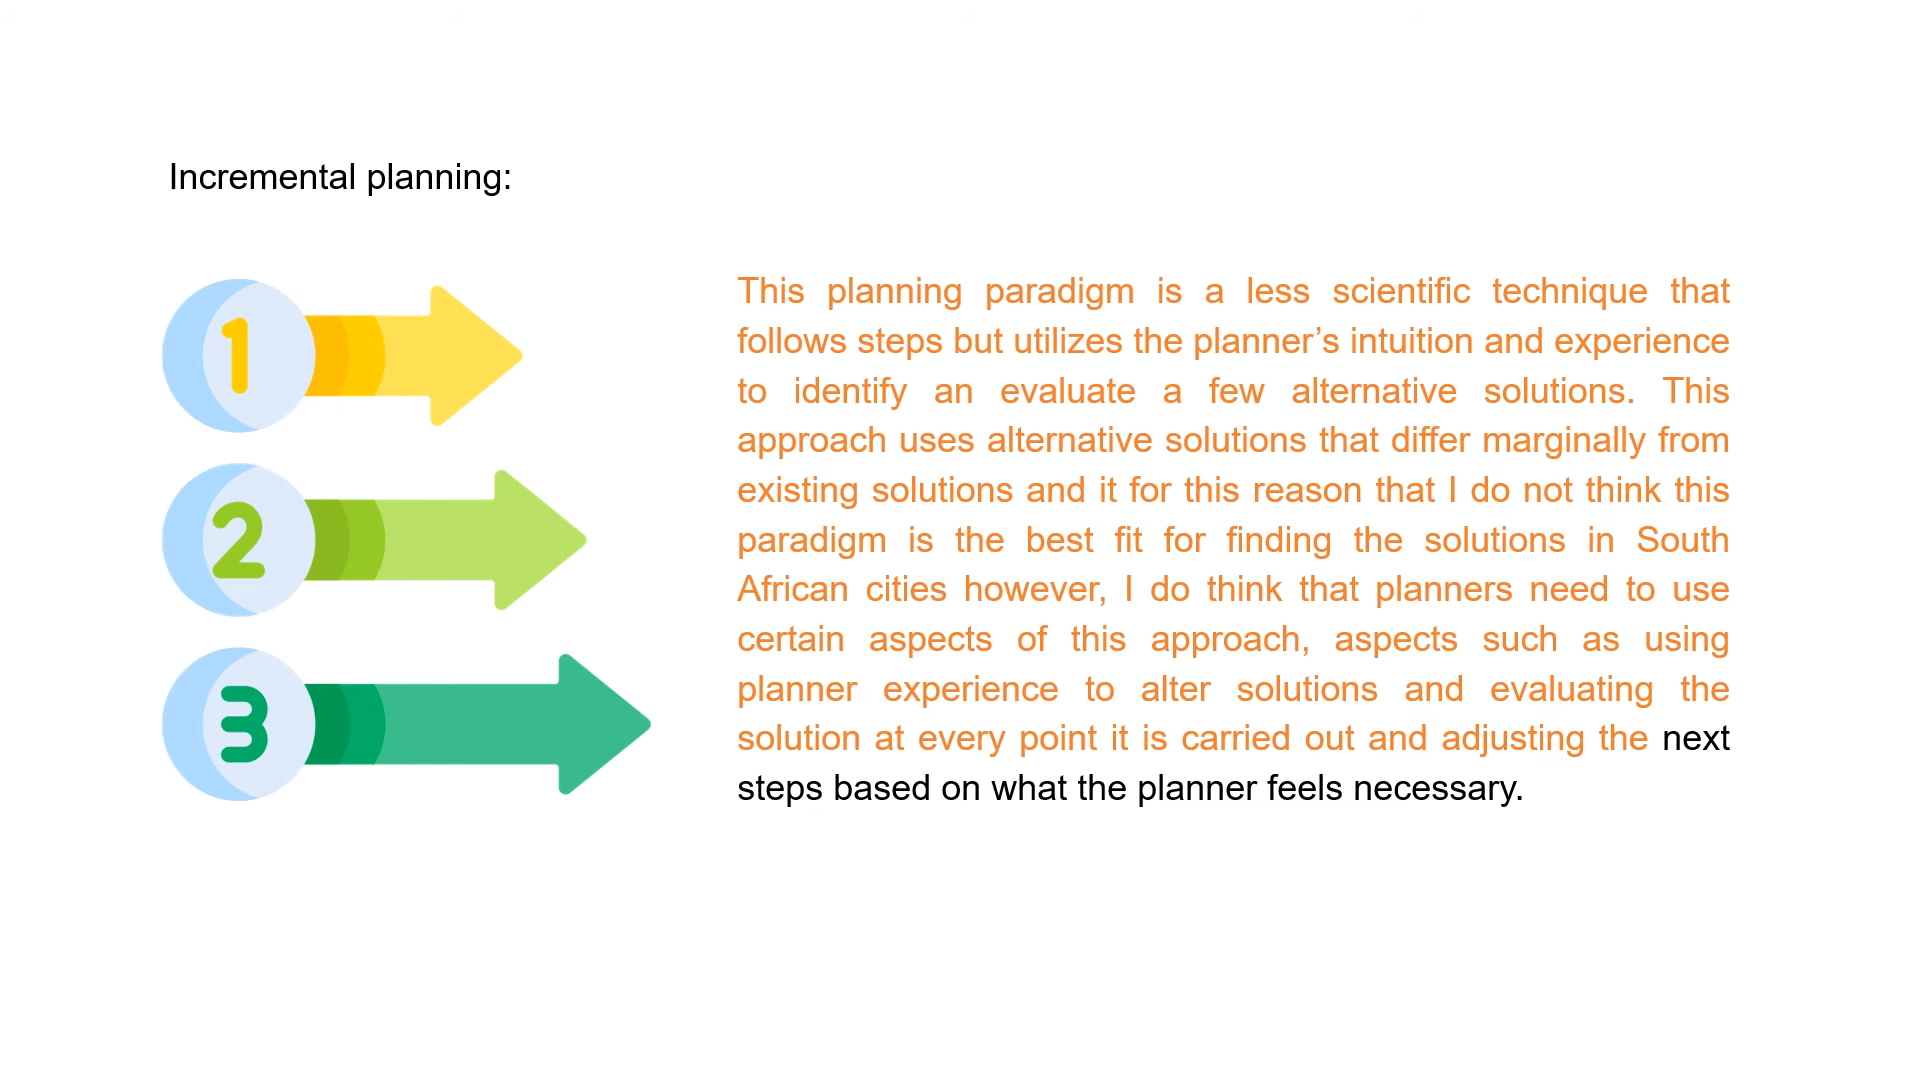 Incremental planning:
1
2
3
This planning paradigm is a less scientific technique that
follows steps but utilizes the planner’s intuition and experience
to identify an evaluate a few alternative solutions. This
approach uses alternative solutions that differ marginally from
existing solutions and it for this reason that I do not think this
paradigm is the best fit for finding the solutions in South
African cities however, I do think that planners need to use
certain aspects of this approach, aspects such as using
planner experience to alter solutions and evaluating the
solution at every point it is carried out and adjusting the next
steps based on what the planner feels necessary.